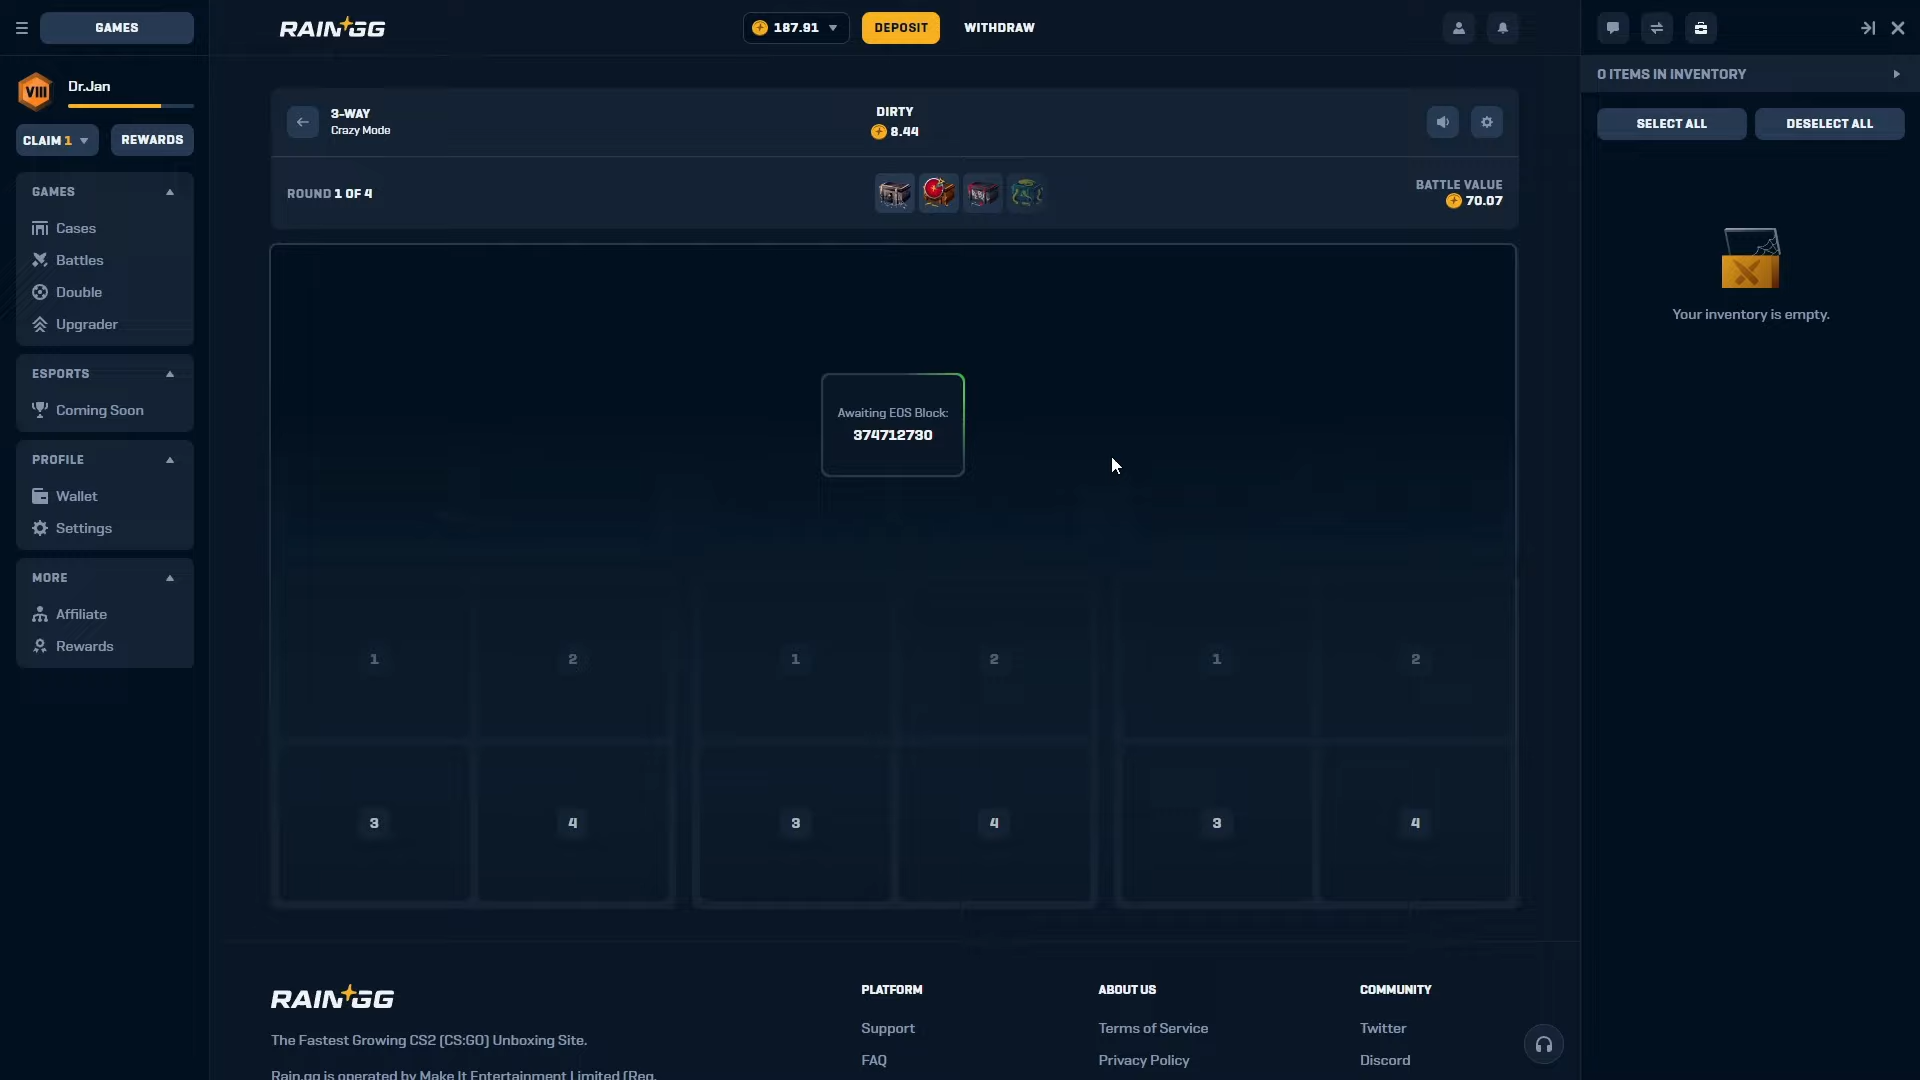 GAMES
RAIN GG
187.91
DEPOSIT
WITHDRAW
VIII
Dr.Jan
CLAIM 1
REWARDS
GAMES
Cases
Battles
Double
Upgrader
ESPORTS
Coming Soon
PROFILE
Wallet
Settings
MORE
Affiliate
Rewards
3-WAY
Crazy Mode
DIRTY
8.44
ROUND 1 OF 4
BATTLE VALUE
70.07
Awaiting EOS Block:
374712730
1 2 1 2 1 2
3 4 3 4 3 4
0 ITEMS IN INVENTORY
SELECT ALL
DESELECT ALL
Your inventory is empty.
RAIN GG
The Fastest Growing CS2 (CS:GO) Unboxing Site.
Rain.gg is operated by Make It Entertainment Limited (Reg.
PLATFORM
Support
FAQ
ABOUT US
Terms of Service
Privacy Policy
COMMUNITY
Twitter
Discord